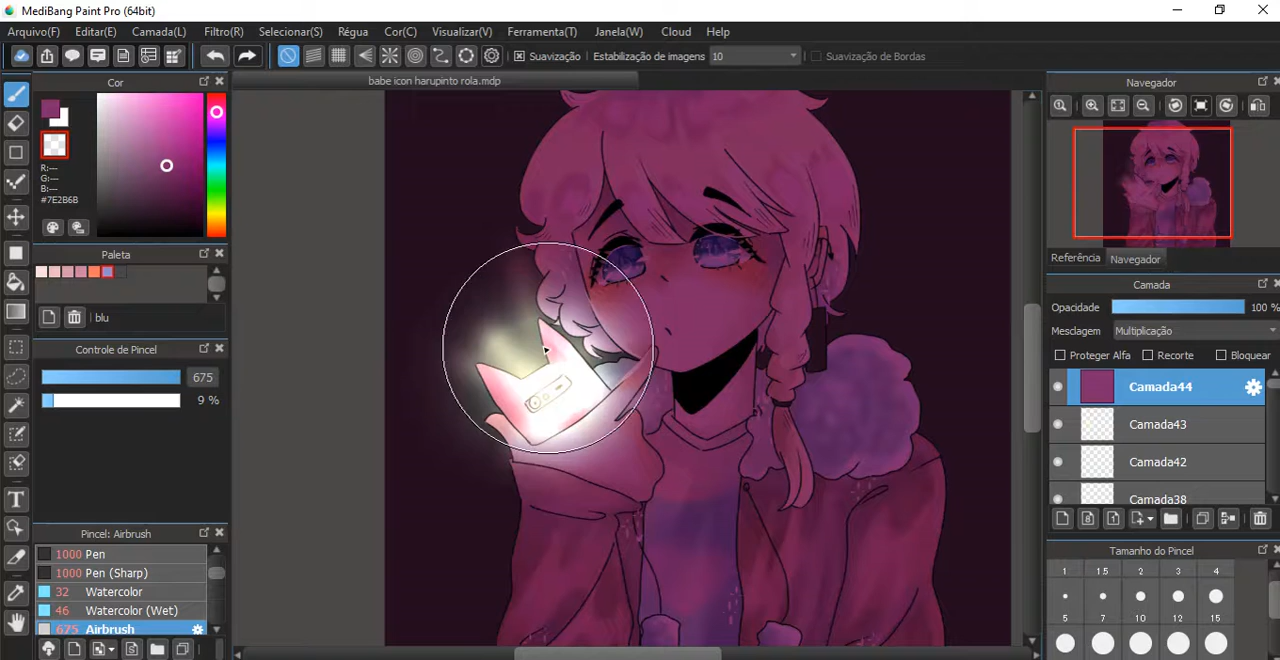 MediBang Paint Pro (64bit)
Arquivo(F) Editar(E) Camada(L) Filtro(R) Selecionar(S) Régua Cor(C) Visualizar(V) Ferramenta(T) Janela(W) Cloud Help
Suavização Estabilização de imagens 10 Suavização de Bordas
Cor
babe icon harupinto rola.mdp
Navegador
R:---
G:---
B:---
#7E2B6B
Paleta
Referência Navegador
Camada
Opacidade 100 %
blu
Mesclagem Multiplicação
Controle de Pincel
Proteger Alfa Recorte Bloquear
675
Camada44
9 %
Camada43
Camada42
Camada38
Pincel: Airbrush
1000 Pen
Tamanho do Pincel
1000 Pen (Sharp)
1 1.5 2 3 4
32 Watercolor
46 Watercolor (Wet)
5 7 10 12 15
675 Airbrush